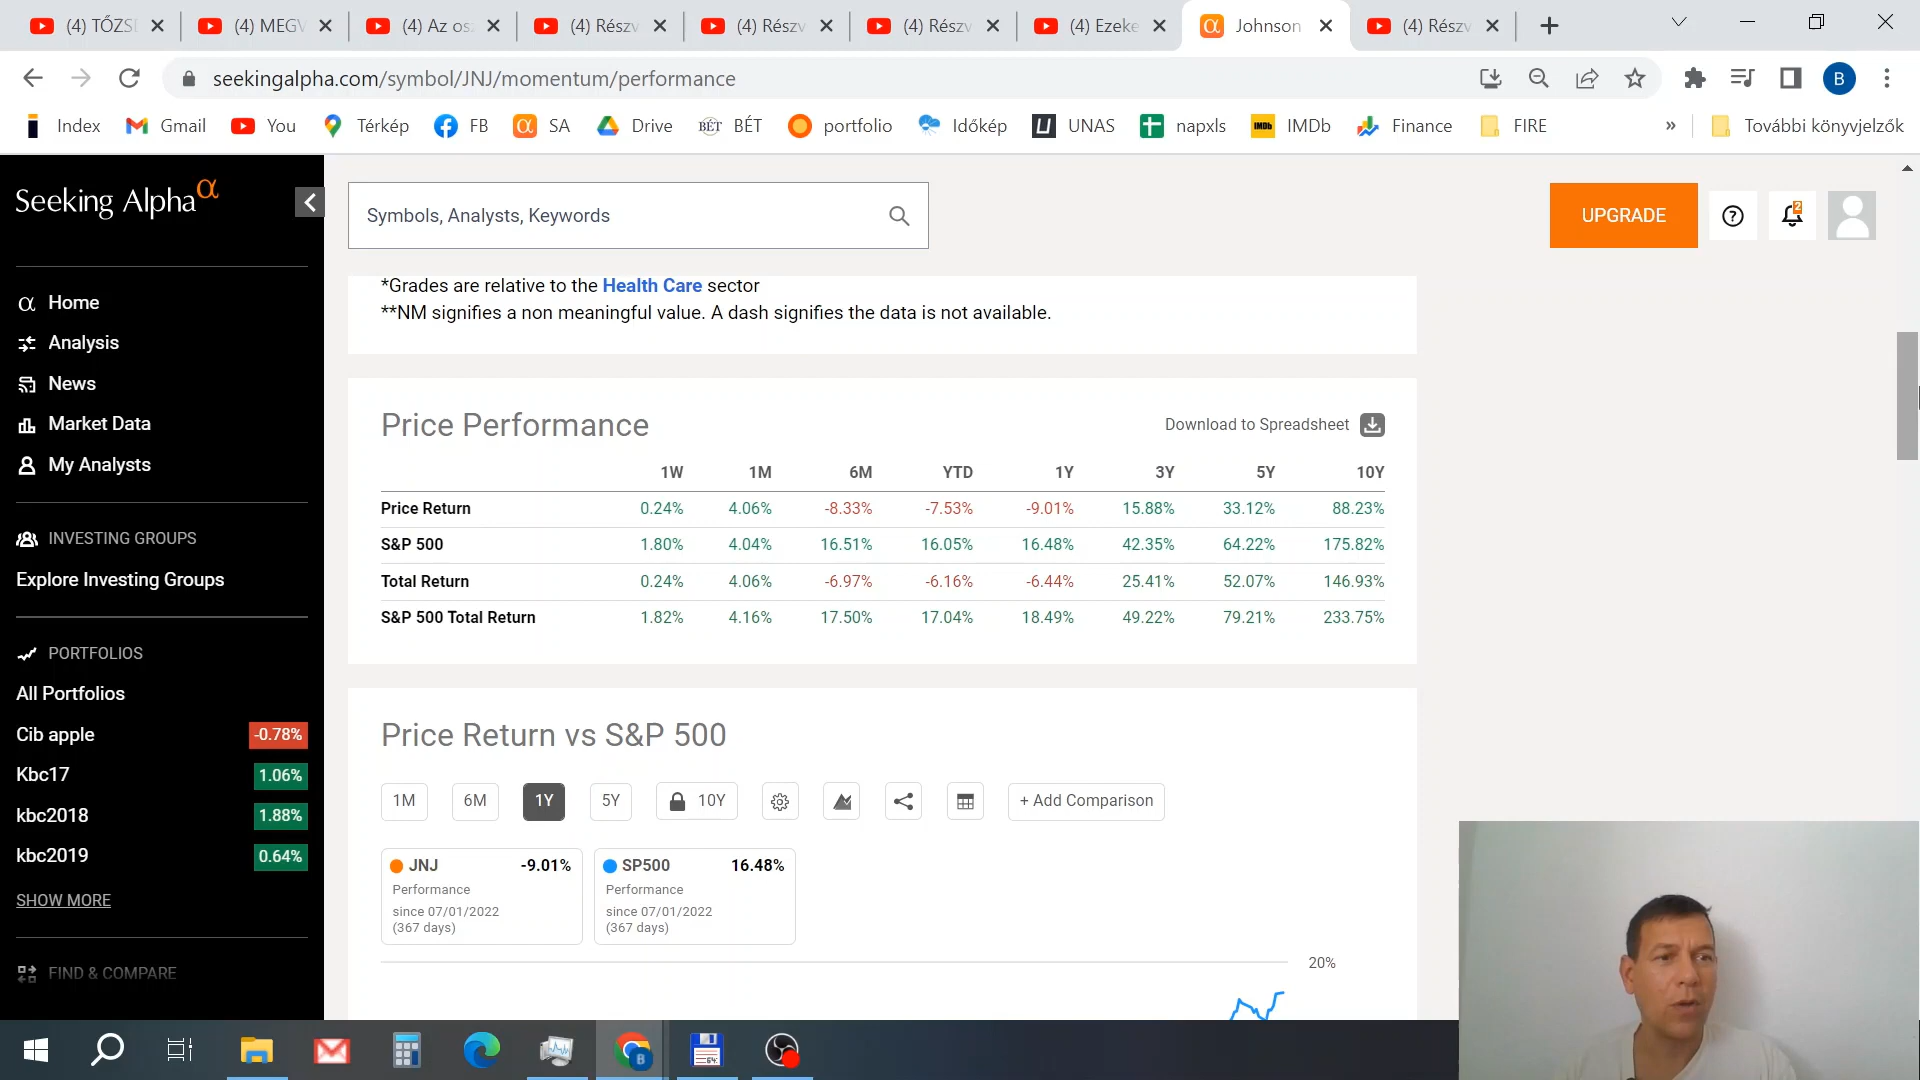 (4) TŐZSI
(4) MEGV
(4) Az os
(4) Részv
(4) Részv
(4) Részv
(4) Ezeke
Johnson
(4) Részv
seekingalpha.com/symbol/JNJ/momentum/performance
B
Index
Gmail
You
Térkép
FB
SA
Drive
BÉT
BÉT
portfolio
Időkép
UNAS
napxls
IMDb
IMDb
Finance
FIRE
»
További könyvjelzők
Seeking Alpha α
Symbols, Analysts, Keywords
UPGRADE
2
Home
Analysis
News
Market Data
My Analysts
INVESTING GROUPS
Explore Investing Groups
PORTFOLIOS
All Portfolios
Cib apple -0.78%
Kbc17 1.06%
kbc2018 1.88%
kbc2019 0.64%
SHOW MORE
FIND & COMPARE
*Grades are relative to the Health Care sector
**NM signifies a non meaningful value. A dash signifies the data is not available.
Price Performance
Download to Spreadsheet
1W 1M 6M YTD 1Y 3Y 5Y 10Y
Price Return 0.24% 4.06% -8.33% -7.53% -9.01% 15.88% 33.12% 88.23%
S&P 500 1.80% 4.04% 16.51% 16.05% 16.48% 42.35% 64.22% 175.82%
Total Return 0.24% 4.06% -6.97% -6.16% -6.44% 25.41% 52.07% 146.93%
S&P 500 Total Return 1.82% 4.16% 17.50% 17.04% 18.49% 49.22% 79.21% 233.75%
Price Return vs S&P 500
1M 6M 1Y 5Y 10Y + Add Comparison
JNJ -9.01%
Performance
since 07/01/2022
(367 days)
SP500 16.48%
Performance
since 07/01/2022
(367 days)
20%
B
64